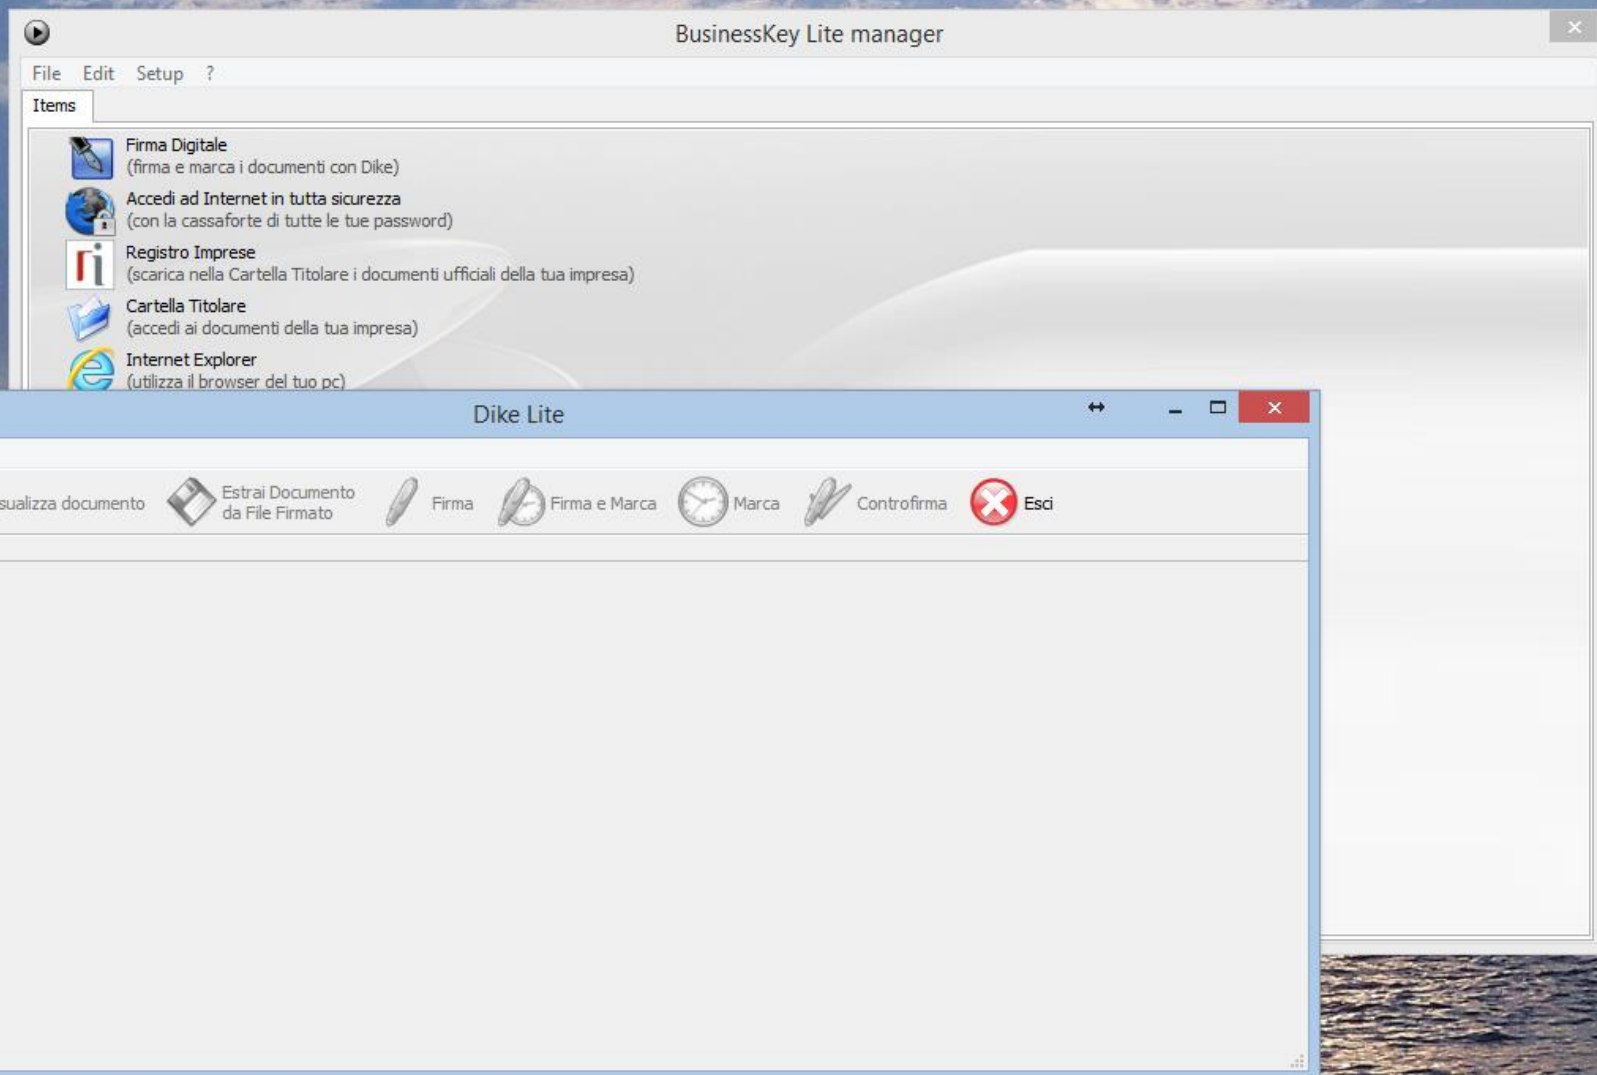 BusinessKey Lite manager
File Edit Setup ?
Items
Firma Digitale
(firma e marca i documenti con Dike)
Accedi ad Internet in tutta sicurezza
(con la cassaforte di tutte le tue password)
ri
Registro Imprese
(scarica nella Cartella Titolare i documenti ufficiali della tua impresa)
Cartella Titolare
(accedi ai documenti della tua impresa)
Internet Explorer
(utilizza il browser del tuo pc)
Dike Lite
sualizza documento
Estrai Documento
da File Firmato
Firma
Firma e Marca
Marca
Controfirma
Esci